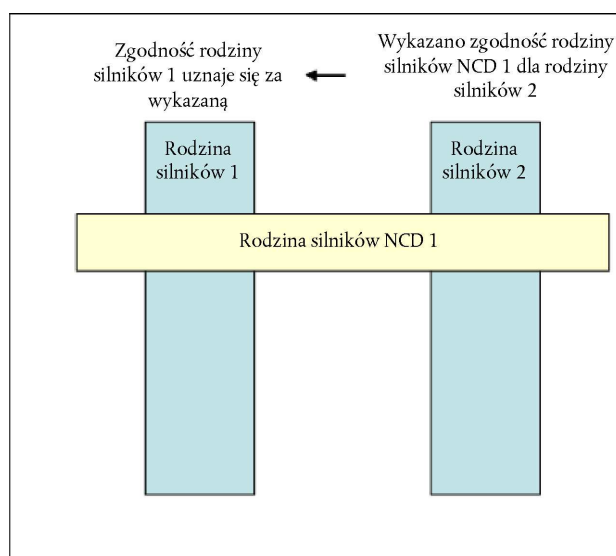 Zgodność rodziny
silników 1 uznaje się za
wykazaną
Wykazano zgodność rodziny
silników NCD 1 dla rodziny
silników 2
Rodzina
silników 1
Rodzina
silników 2
Rodzina silników NCD 1